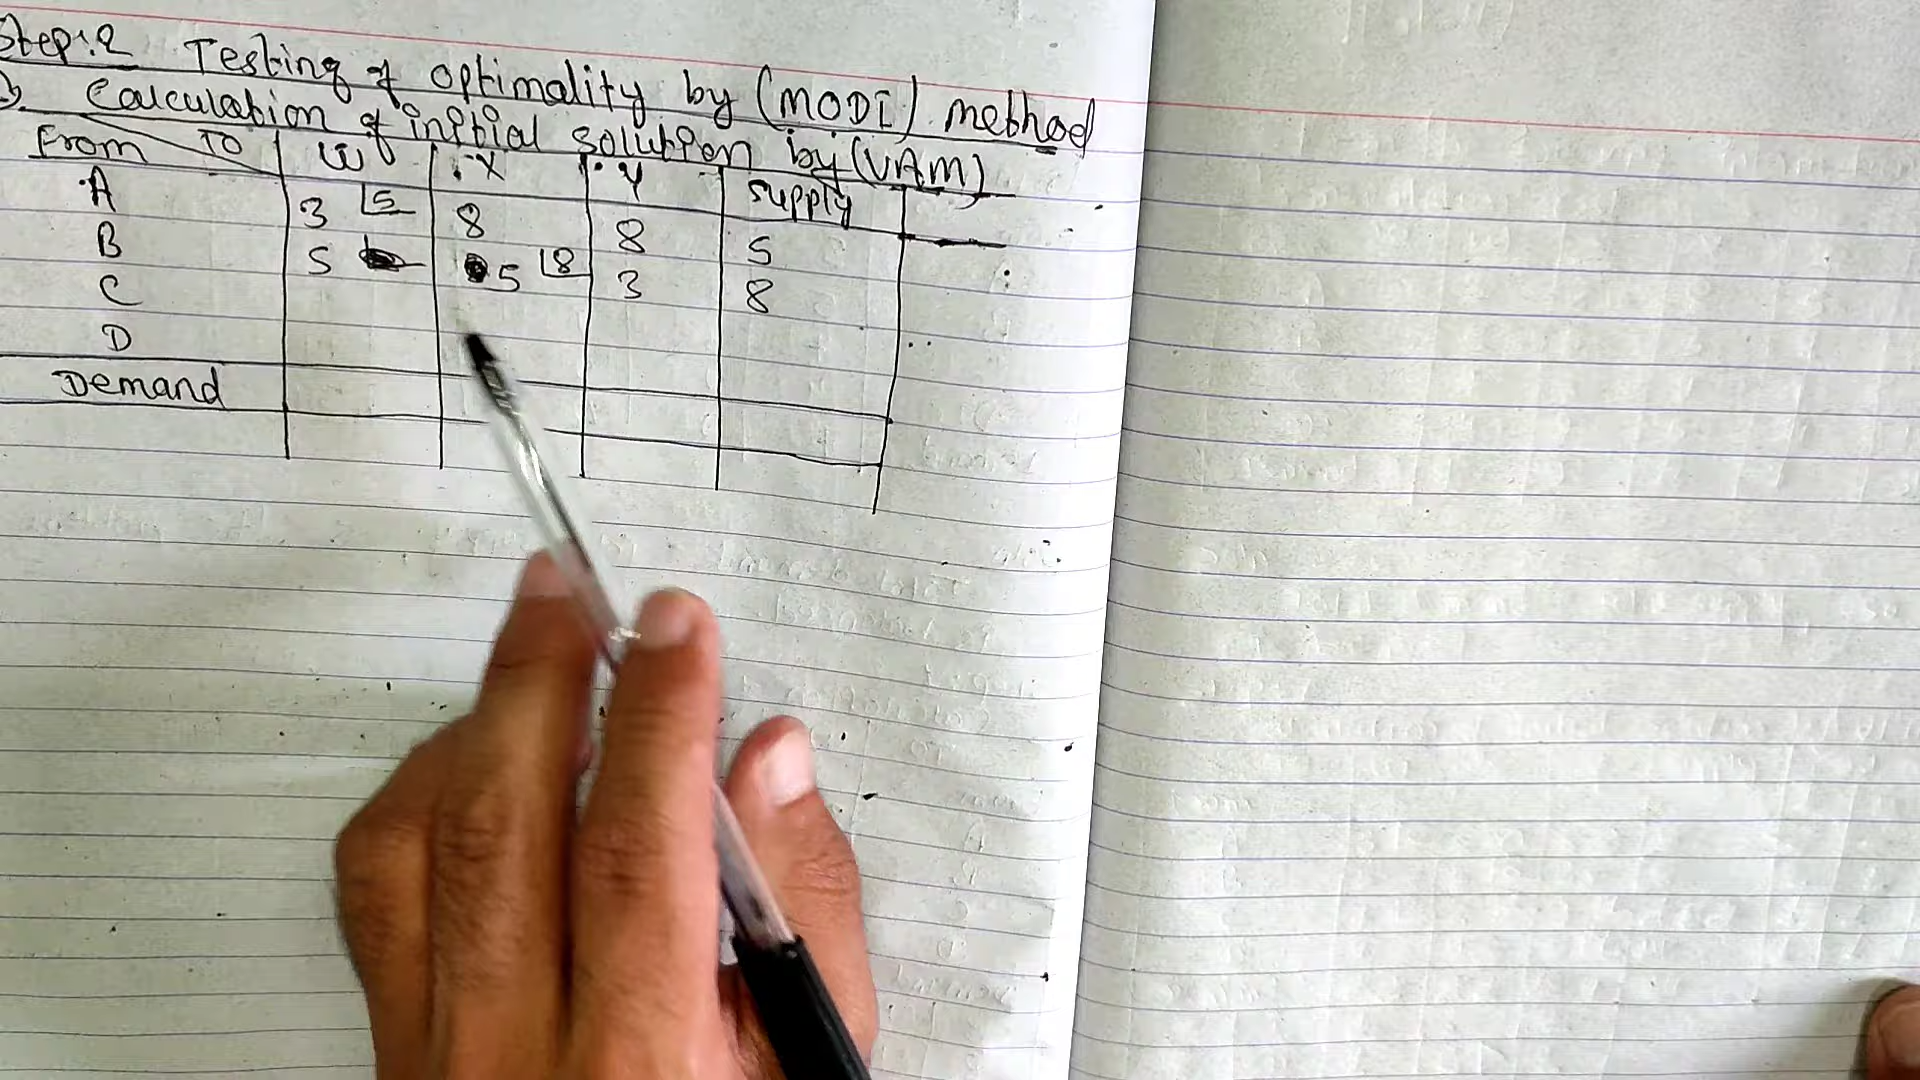 Step:2 Testing of optimality by (MODI) method
Calculation of initial solution by (VAM)
From TO W X Y Supply
A 3 5 8 8 5
B 5 5 8 3 8
C
D
Demand